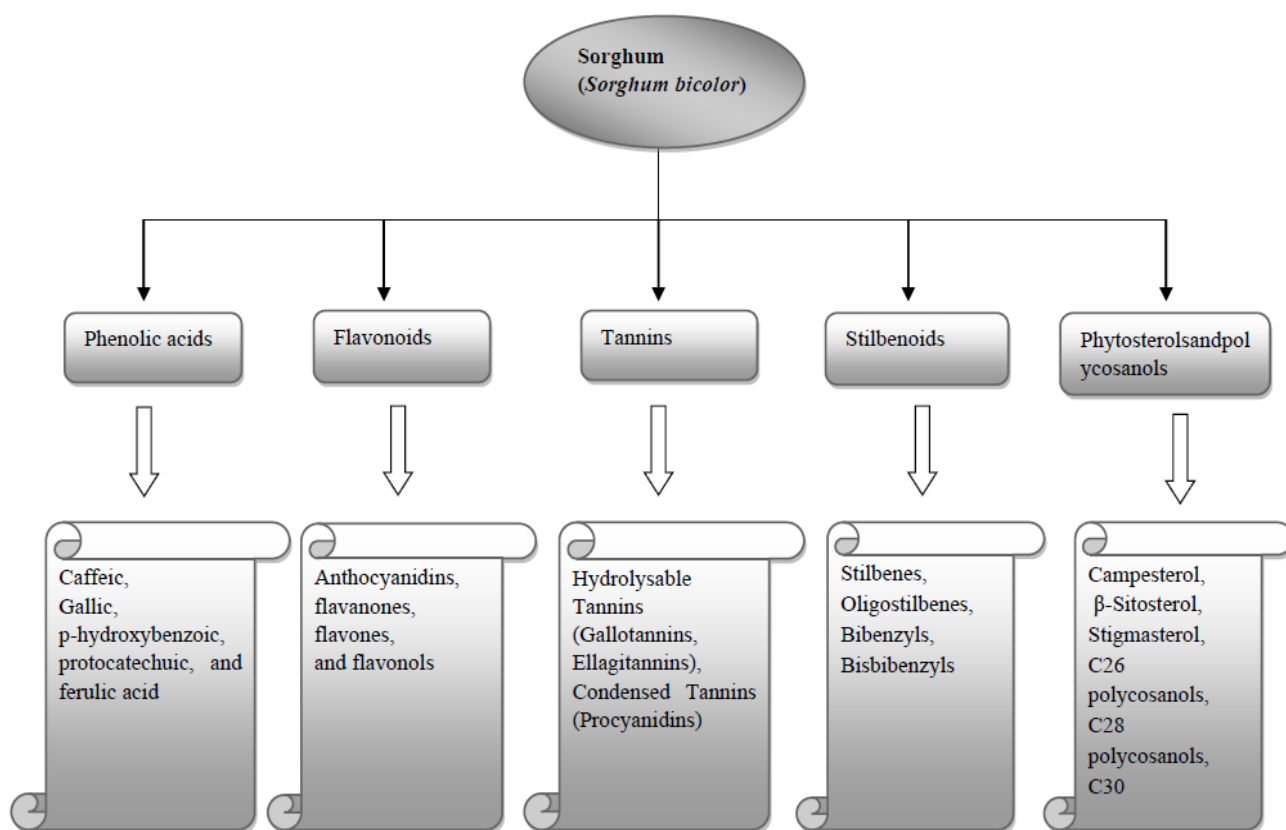 Sorghum
(Sorghum bicolor)
Phenolic acids
Flavonoids
Tannins
Stilbenoids
Phytosterolsandpol
ycosanols
Caffeic,
Gallic,
p-hydroxybenzoic,
protocatechuic, and
ferulic acid
Anthocyanidins,
flavanones,
flavones,
and flavonols
Hydrolysable
Tannins
(Gallotannins,
Ellagitannins),
Condensed Tannins
(Procyanidins)
Stilbenes,
Oligostilbenes,
Bibenzyls,
Bisbibenzyls
Campesterol,
β-Sitosterol,
Stigmasterol,
C26
polycosanols,
C28
polycosanols,
C30